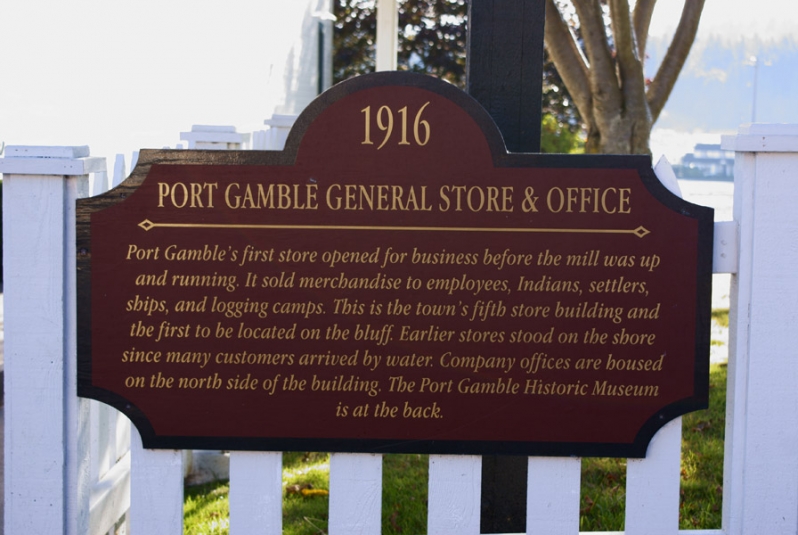 1916
PORT GAMBLE GENERAL STORE & OFFICE
Port Gamble's first store opened for business before the mill was up
and running. It sold merchandise to employees, Indians, settlers,
ships, and logging camps. This is the town's fifth store building and
the first to be located on the bluff. Earlier stores stood on the shore
since many customers arrived by water. Company offices are housed
on the north side of the building. The Port Gamble Historic Museum
is at the back.